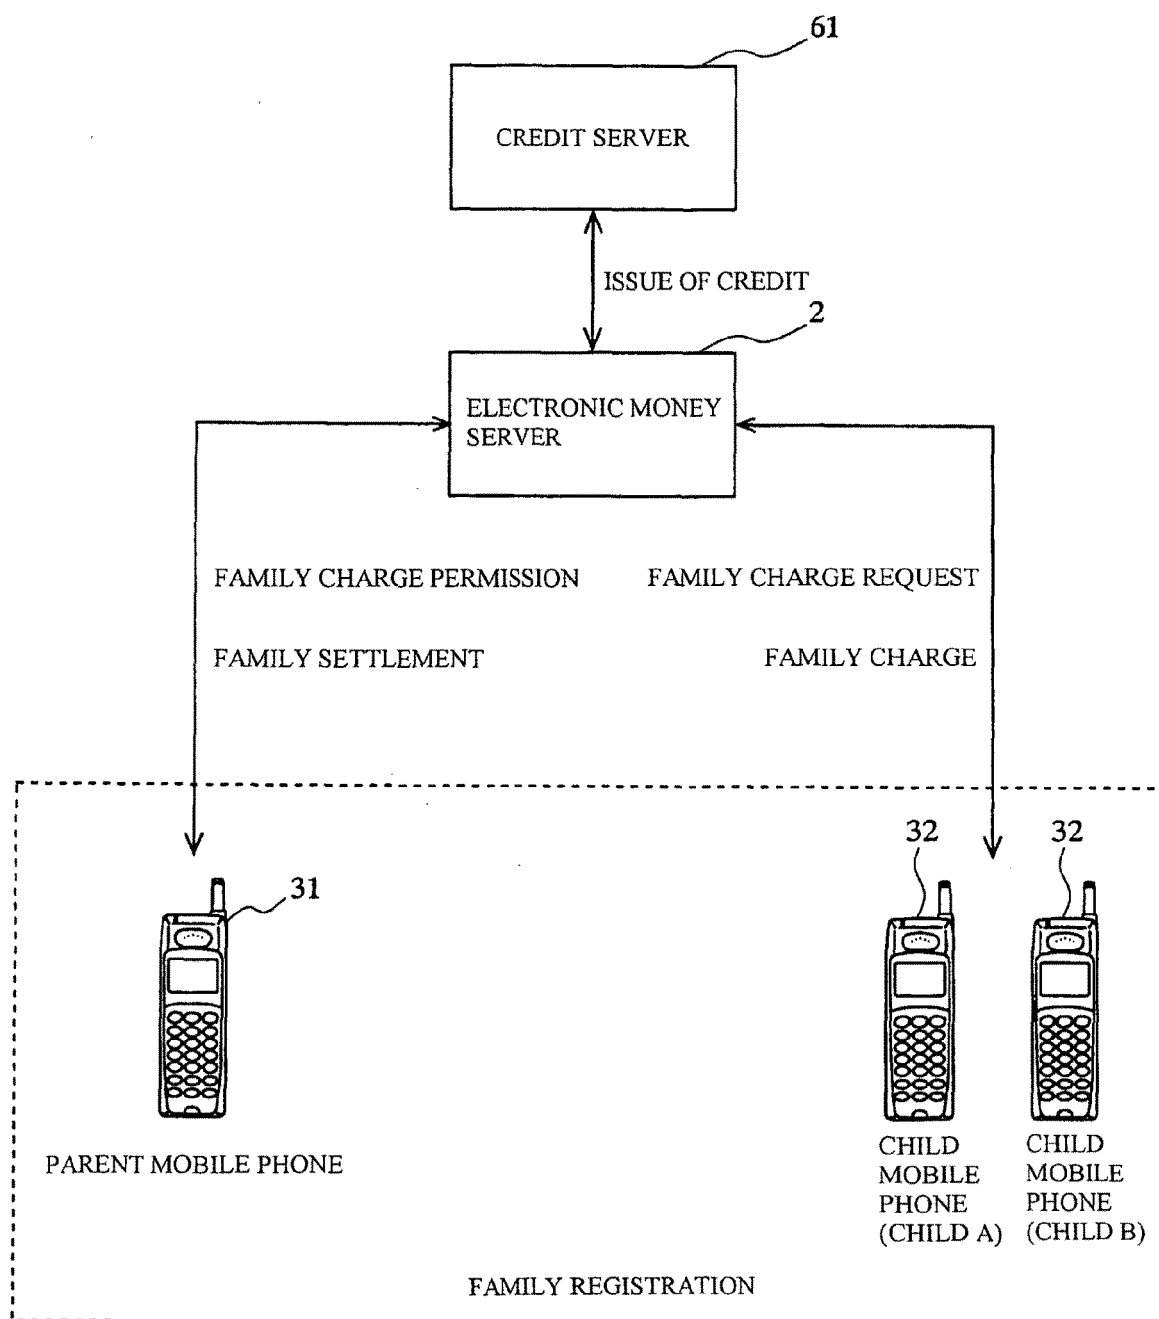 61
CREDIT SERVER
ISSUE OF CREDIT
2
ELECTRONIC MONEY
SERVER
FAMILY CHARGE PERMISSION
FAMILY CHARGE REQUEST
FAMILY SETTLEMENT
FAMILY CHARGE
32
32
31
PARENT MOBILE PHONE
CHILD
MOBILE
PHONE
(CHILD A)
CHILD
MOBILE
PHONE
(CHILD B)
FAMILY REGISTRATION